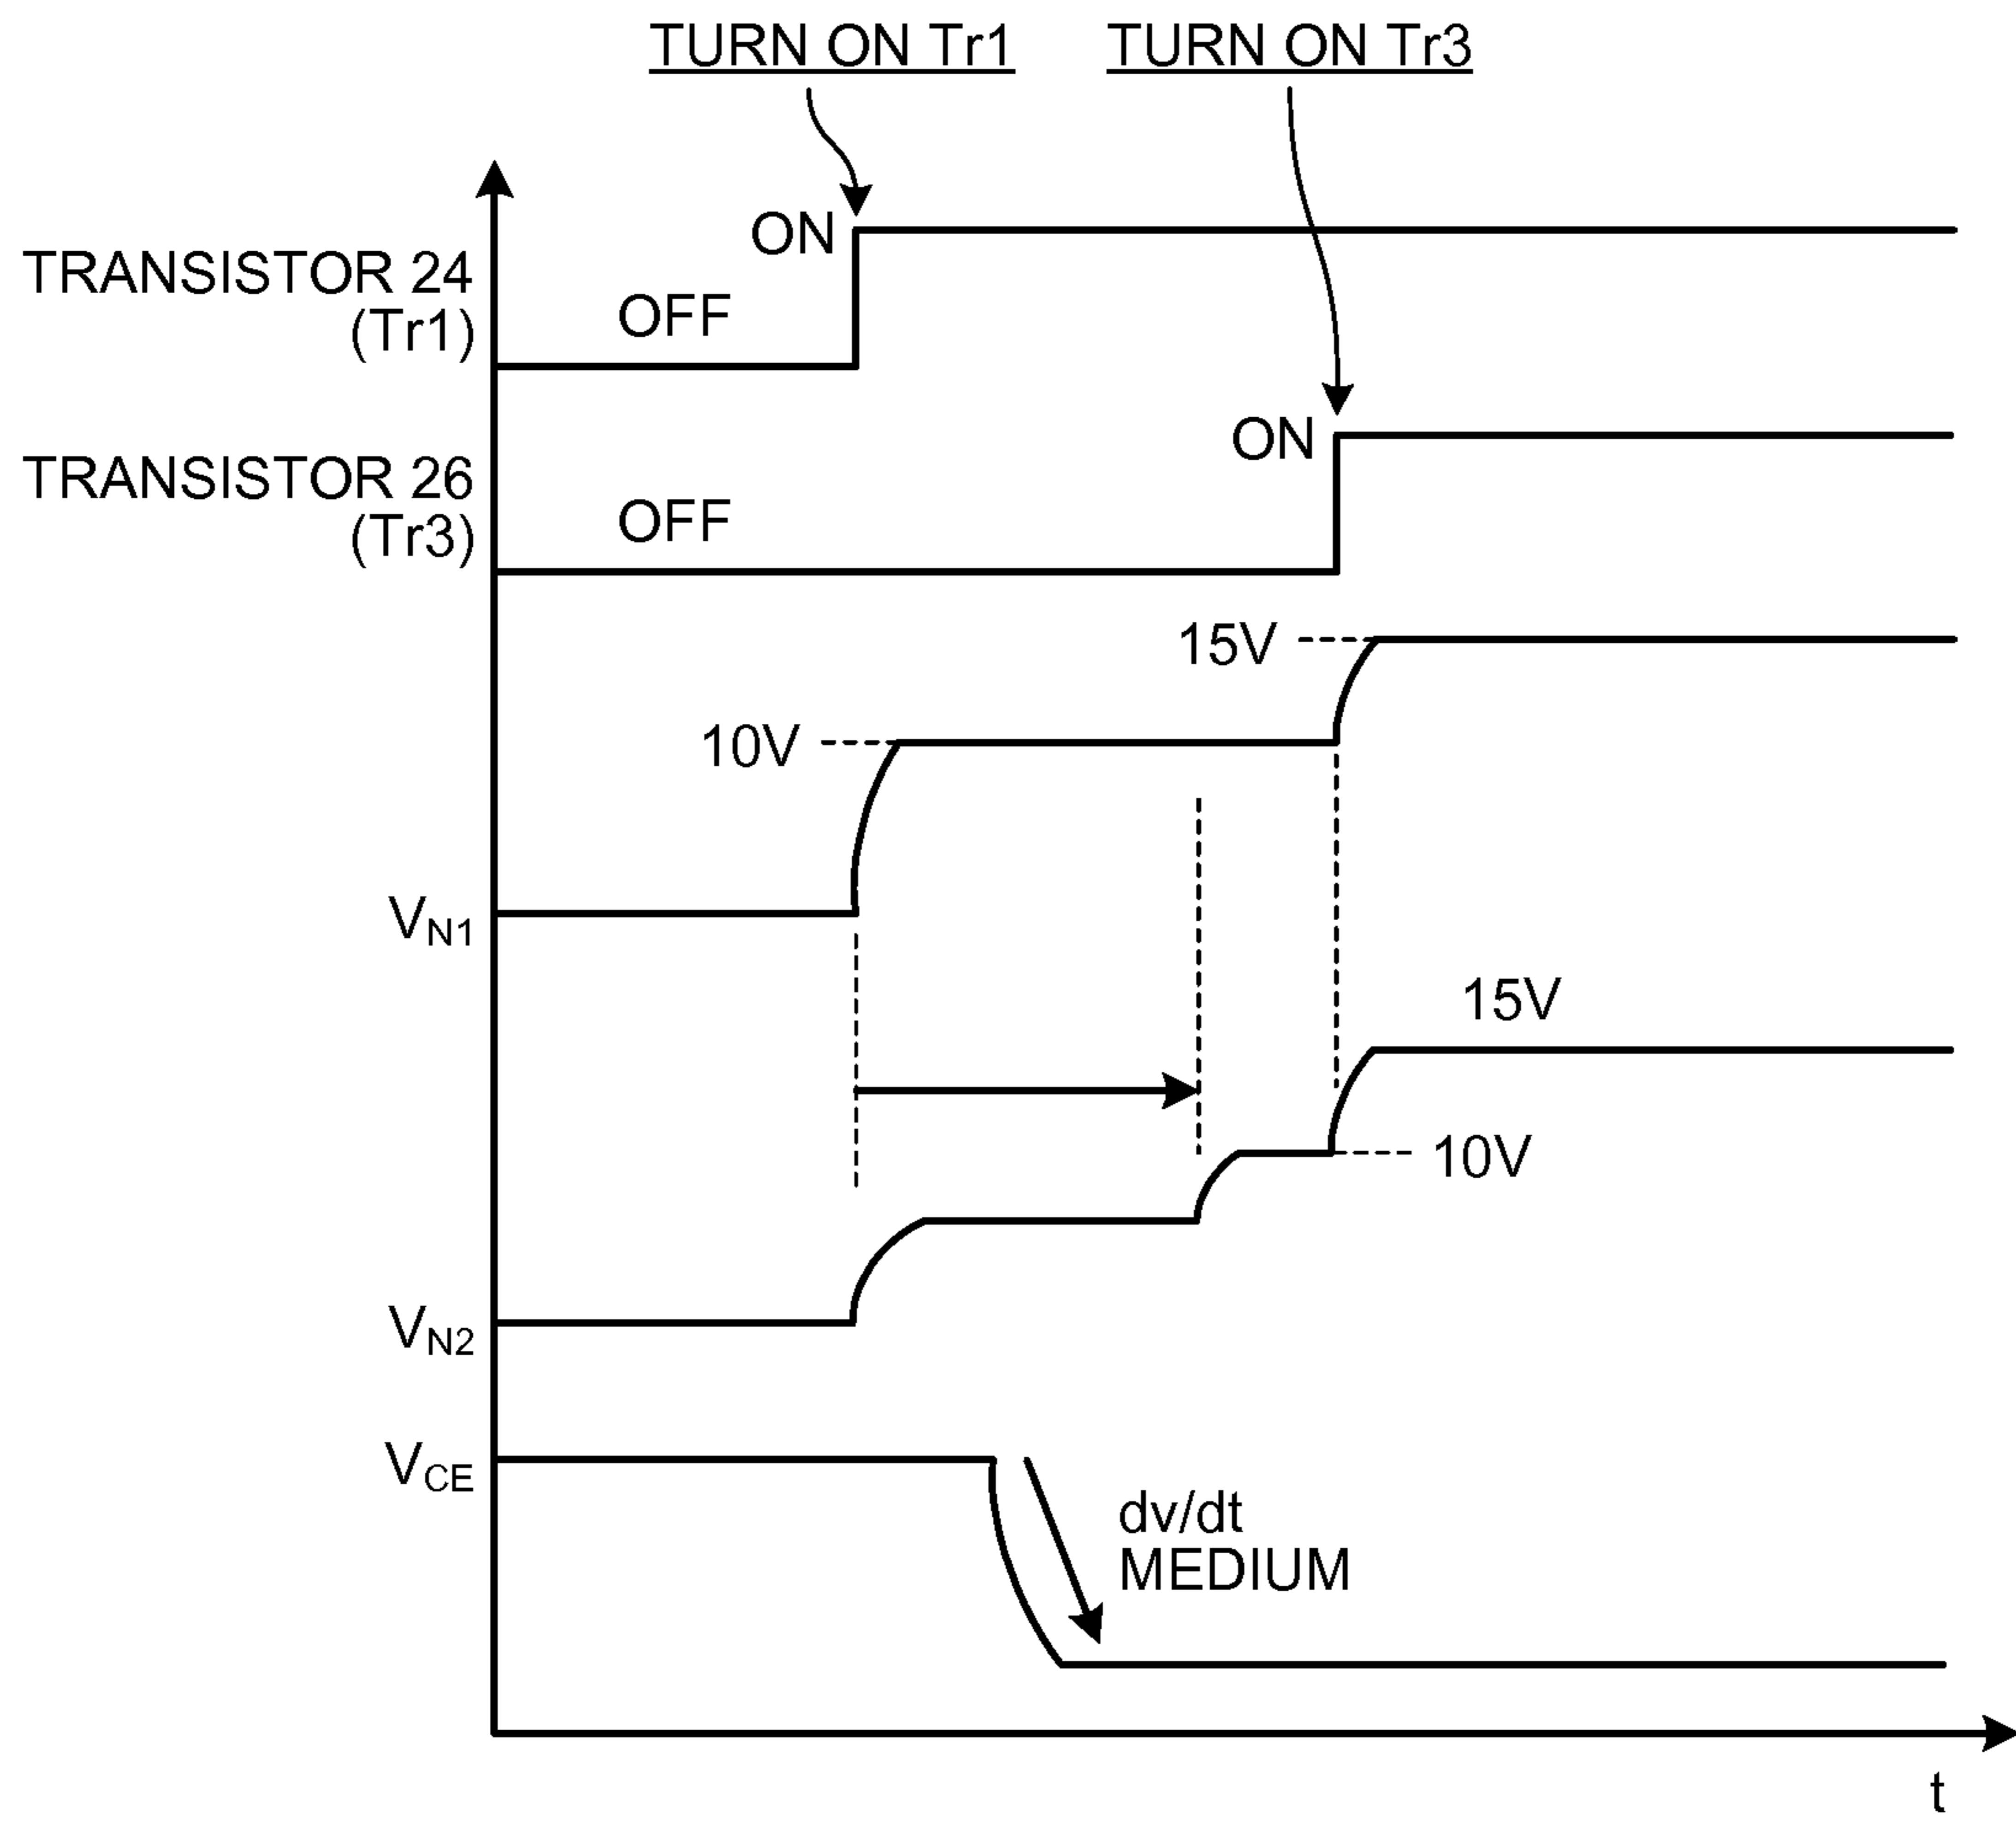 TURN ON Tr1
TURN ON Tr3
ON
TRANSISTOR 24
(Tr1)
OFF
ON
TRANSISTOR 26
(Tr3)
OFF
15V
10V
VN1
15V
10V
VN2
VCE
dv/dt
MEDIUM
t